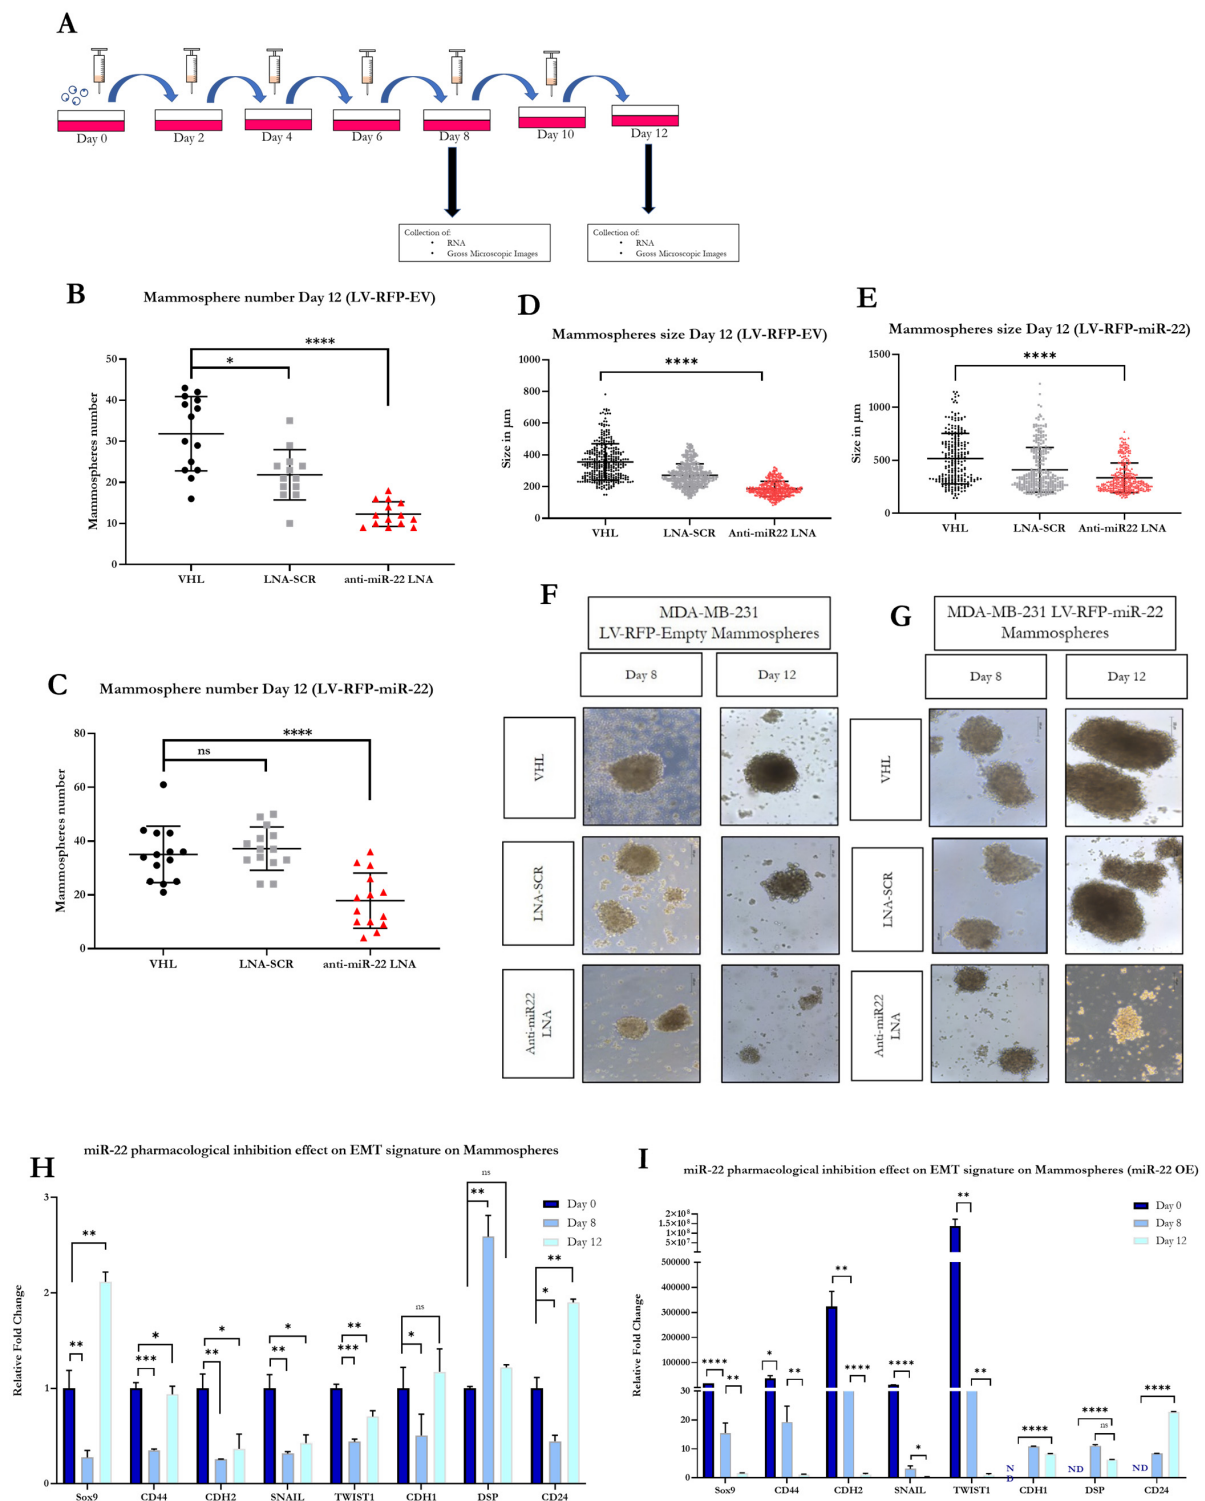 A
Day 0
Day 2
Day 4
Day 6
Day 8
Day 10
Day 12
Collection of:
• RNA
• Gross Microscopic Images
Collection of:
• RNA
• Gross Microscopic Images
B
Mammosphere number Day 12 (LV-RFP-EV)
Mammospheres number
50
40
30
20
10
0
*
****
VHL
LNA-SCR
anti-miR-22 LNA
C
Mammosphere number Day 12 (LV-RFP-miR-22)
Mammospheres number
80
60
40
20
0
ns
****
VHL
LNA-SCR
anti-miR-22 LNA
D
Mammospheres size Day 12 (LV-RFP-EV)
Size in µm
1000
800
600
400
200
0
****
VHL
LNA-SCR
Anti-miR22 LNA
E
Mammospheres size Day 12 (LV-RFP-miR-22)
Size in µm
1500
1000
500
0
****
VHL
LNA-SCR
Anti-miR22 LNA
F
MDA-MB-231
LV-RFP-Empty Mammospheres
Day 8
Day 12
VHL
LNA-SCR
Anti-miR22
LNA
G
MDA-MB-231 LV-RFP-miR-22
Mammospheres
Day 8
Day 12
VHL
LNA-SCR
Anti-miR22
LNA
H
miR-22 pharmacological inhibition effect on EMT signature on Mammospheres
Relative Fold Change
3
2
1
0
Day 0
Day 8
Day 12
** **
*** *
** *
** *
*** **
* ns
** ns
* **
Sox9
CD44
CDH2
SNAIL
TWIST1
CDH1
DSP
CD24
I
miR-22 pharmacological inhibition effect on EMT signature on Mammospheres (miR-22 OE)
Relative Fold Change
2×10⁸
1.5×10⁸
1×10⁸
5×10⁷
500000
400000
300000
200000
100000
30
20
10
0
Day 0
Day 8
Day 12
**** **
* **
** ****
**** *
** **
****
**** ns
****
N
D
ND
ND
Sox9
CD44
CDH2
SNAIL
TWIST1
CDH1
DSP
CD24